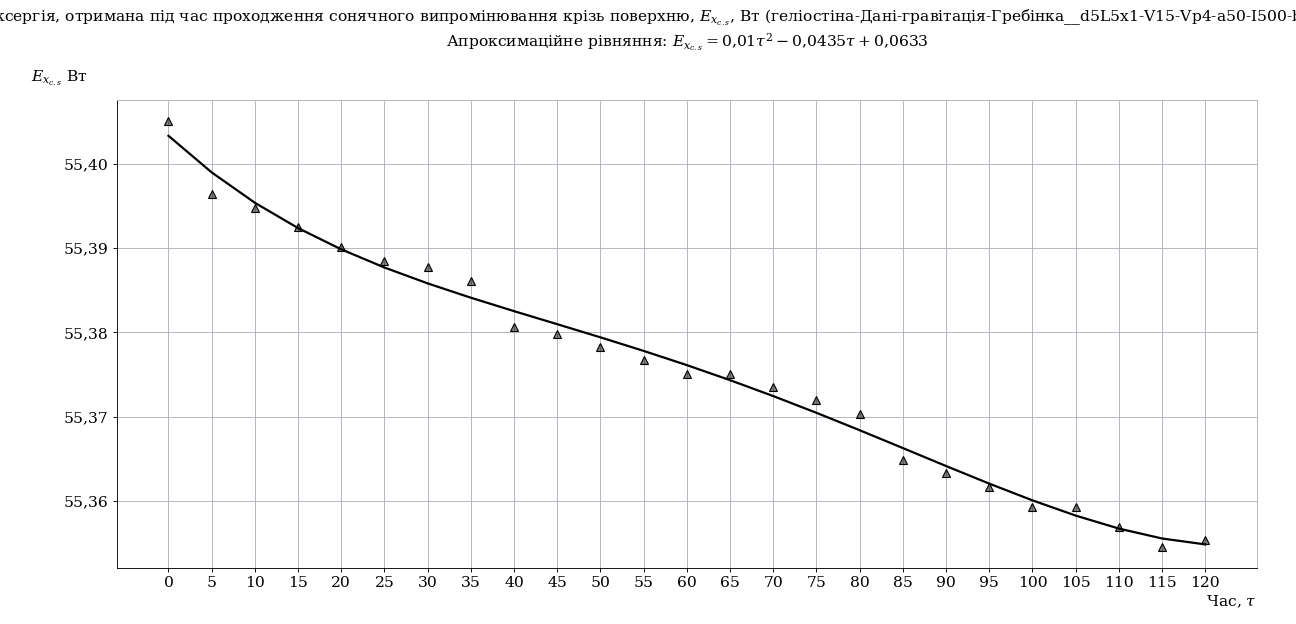 ксергія, отримана під час проходження сонячного випромінювання крізь поверхню, Eₓ꜀.ₛ, Вт (геліостіна-Дані-гравітація-Гребінка__d5L5x1-V15-Vp4-a50-I500-
Апроксимаційне рівняння: Eₓ꜀.ₛ = 0,01τ² − 0,0435τ + 0,0633
Eₓ꜀.ₛ Вт
55,40
55,39
55,38
55,37
55,36
0 5 10 15 20 25 30 35 40 45 50 55 60 65 70 75 80 85 90 95 100 105 110 115 120
Час, τ